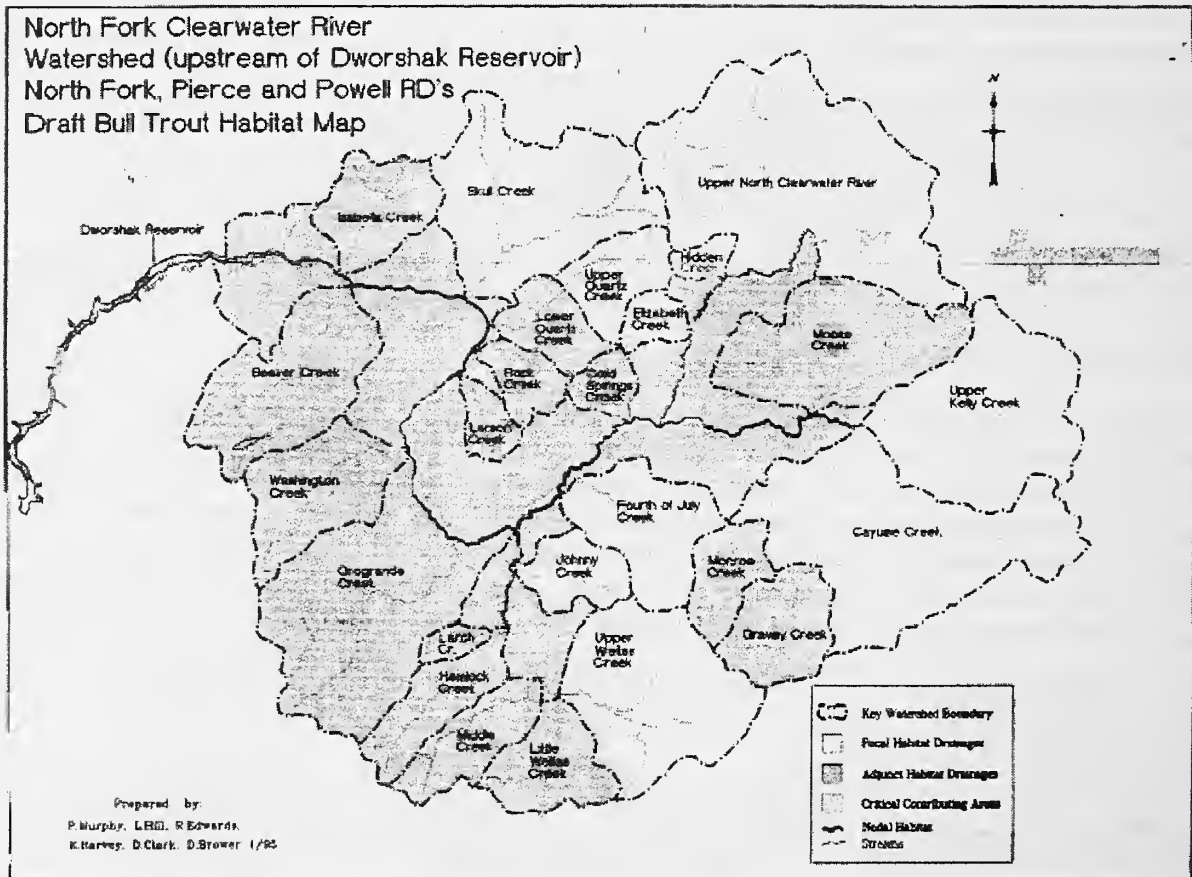 North Fork Clearwater River
Watershed (upstream of Dworshak Reservoir)
North Fork, Pierce and Powell RD's
Draft Bull Trout Habitat Map
N
Skull Creek
Upper North Clearwater River
Isabella Creek
Dworshak Reservoir
Hidden
Creek
Upper
Quartz
Creek
Elizabeth
Creek
Lower
Quartz
Creek
Moose
Creek
Beaver Creek
Rock
Creek
Cold
Springs
Creek
Upper
Kelly Creek
Larson
Creek
Washington
Creek
Fourth of July
Creek
Cayuse Creek
Orogrande
Creek
Johnny
Creek
Monroe
Creek
Gravey Creek
Larch
Cr.
Upper
Weitas
Creek
Hemlock
Creek
Middle
Creek
Little
Weitas
Creek
Key Watershed Boundary
Focal Habitat Drainages
Adjunct Habitat Drainages
Critical Contributing Areas
Nodal Habitat
Streams
Prepared by:
P.Murphy, L.Hill, R.Edwards,
K.Harvey, D.Clark, D.Brower